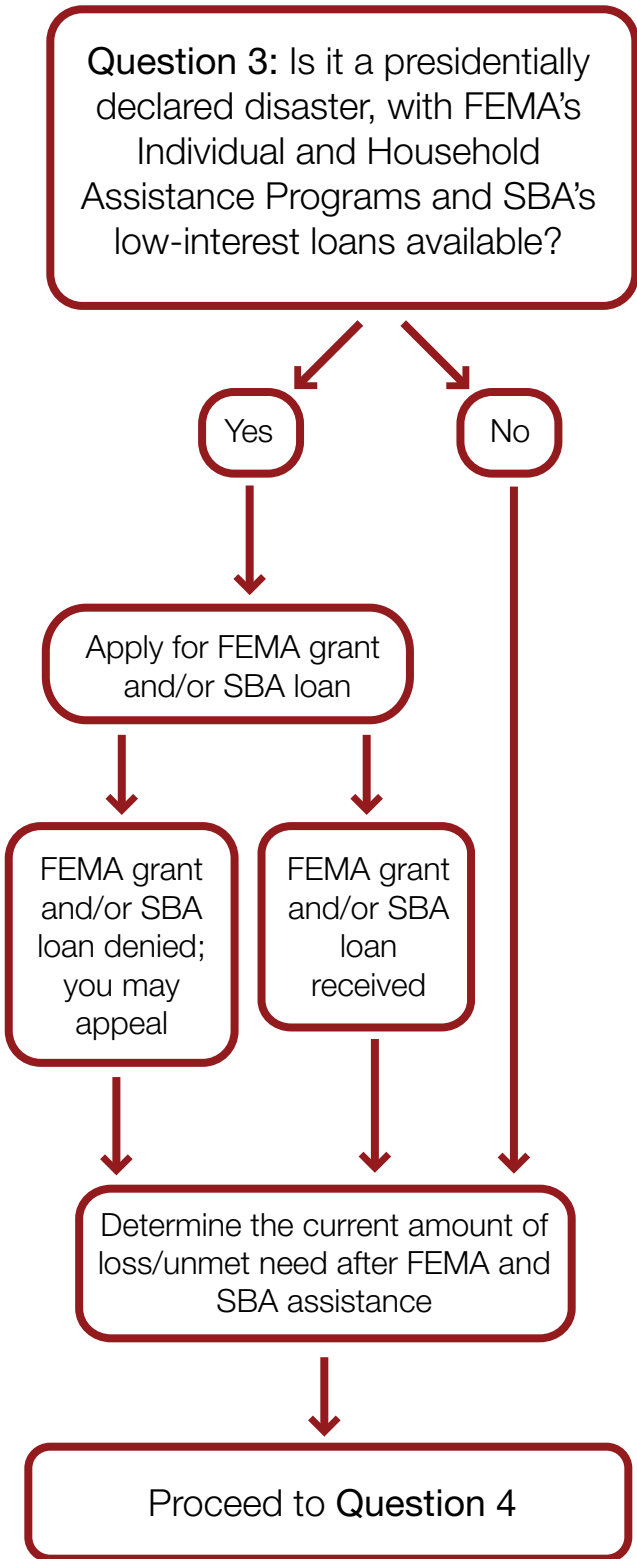 Question 3: Is it a presidentially
declared disaster, with FEMA’s
Individual and Household
Assistance Programs and SBA’s
low-interest loans available?
Yes
No
Apply for FEMA grant
and/or SBA loan
FEMA grant
and/or SBA
loan denied;
you may
appeal
FEMA grant
and/or SBA
loan
received
Determine the current amount of
loss/unmet need after FEMA and
SBA assistance
Proceed to Question 4